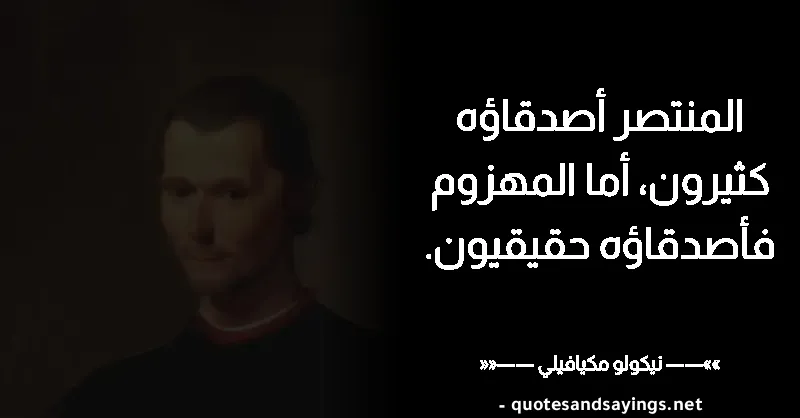 المنتصر أصدقاؤه
كثيرون، أما المهزوم
فأصدقاؤه حقيقيون.
»»—— نيكولو مكيافيلي ——««
- quotesandsayings.net